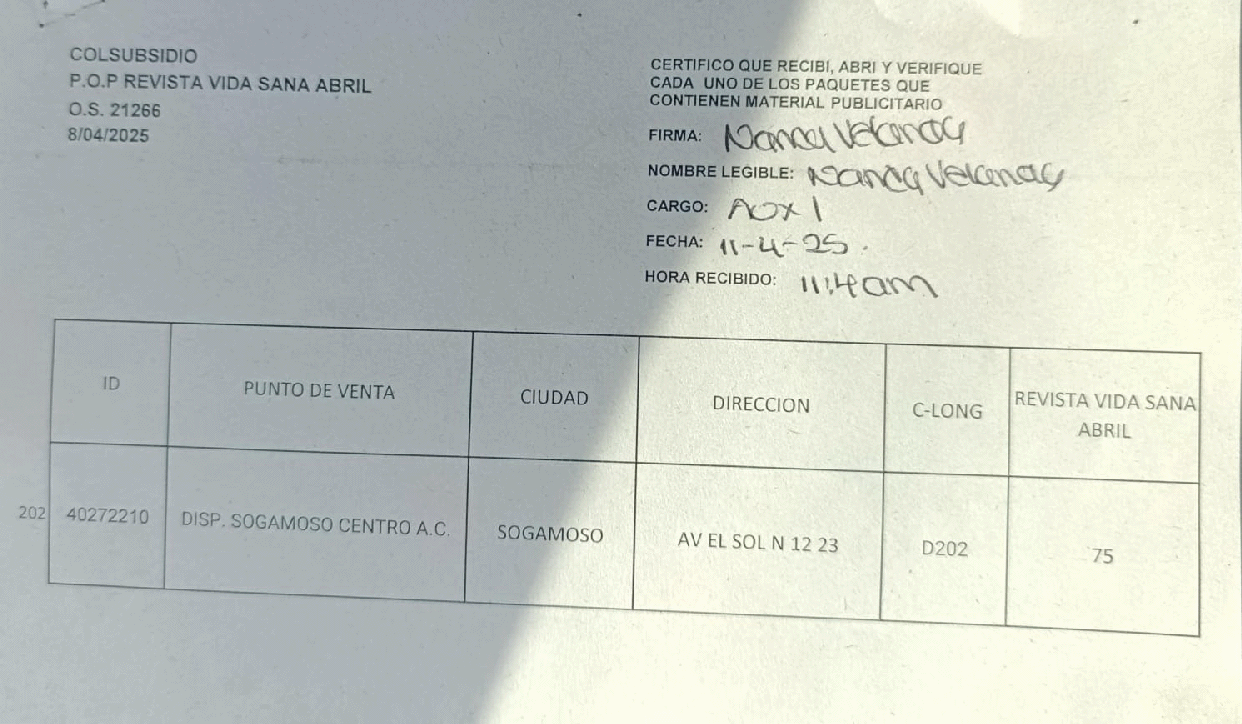 COLSUBSIDIO
P.O.P REVISTA VIDA SANA ABRIL
O.S. 21266
8/04/2025
CERTIFICO QUE RECIBI, ABRI Y VERIFIQUE
CADA UNO DE LOS PAQUETES QUE
CONTIENEN MATERIAL PUBLICITARIO
FIRMA:
NOMBRE LEGIBLE:
CARGO: AUX 1
FECHA: 11-4-25.
HORA RECIBIDO: 11:40am
ID PUNTO DE VENTA CIUDAD DIRECCION C-LONG REVISTA VIDA SANA
ABRIL
202 40272210 DISP. SOGAMOSO CENTRO A.C. SOGAMOSO AV EL SOL N 12 23 D202 75